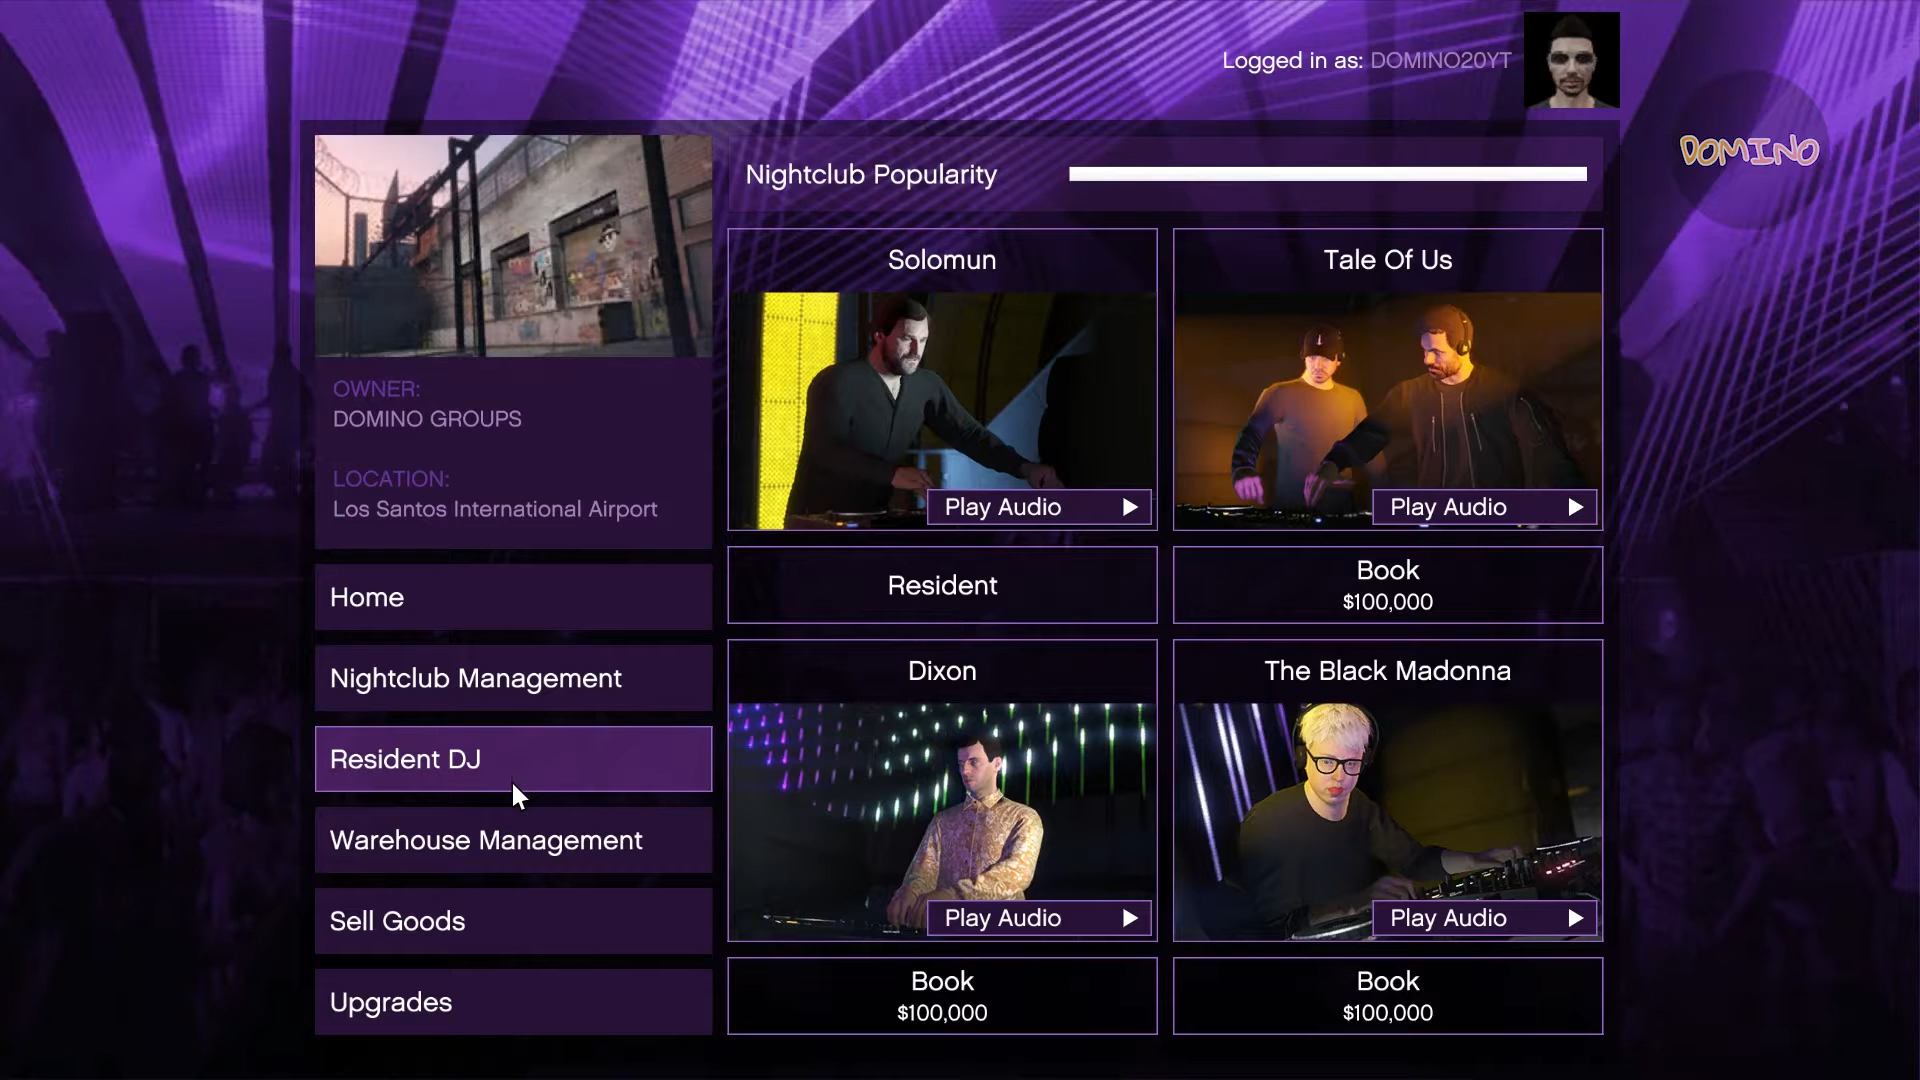 Logged in as: DOMINO20YT
DOMINO
Nightclub Popularity
OWNER:
DOMINO GROUPS
LOCATION:
Los Santos International Airport
Home
Nightclub Management
Resident DJ
Warehouse Management
Sell Goods
Upgrades
Solomun
Play Audio
Resident
Tale Of Us
Play Audio
Book
$100,000
Dixon
Play Audio
Book
$100,000
The Black Madonna
Play Audio
Book
$100,000